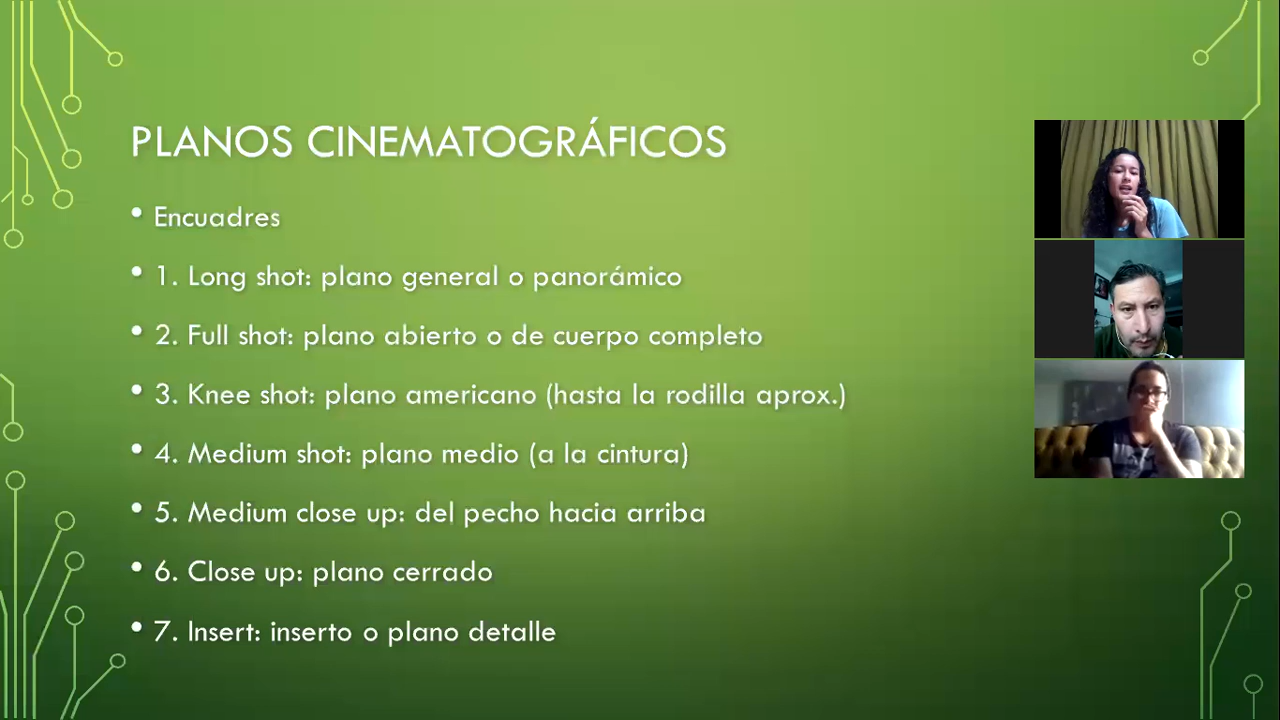 PLANOS CINEMATOGRÁFICOS
• Encuadres
• 1. Long shot: plano general o panorámico
• 2. Full shot: plano abierto o de cuerpo completo
• 3. Knee shot: plano americano (hasta la rodilla aprox.)
• 4. Medium shot: plano medio (a la cintura)
• 5. Medium close up: del pecho hacia arriba
• 6. Close up: plano cerrado
• 7. Insert: inserto o plano detalle